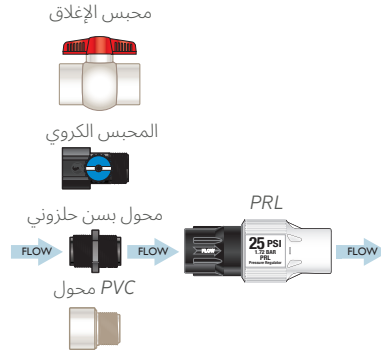 محبس الإغلاق
المحبس الكروي
PRL
محول بسن حلزوني
FLOW
FLOW
FLOW
25 PSI
1.72 BAR
PRL
Pressure Regulator
FLOW
محول PVC